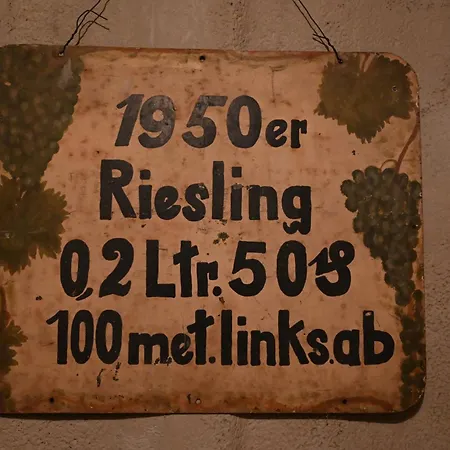 1950er
Riesling
0,2 Ltr. 50 ₰
100 met. links.ab